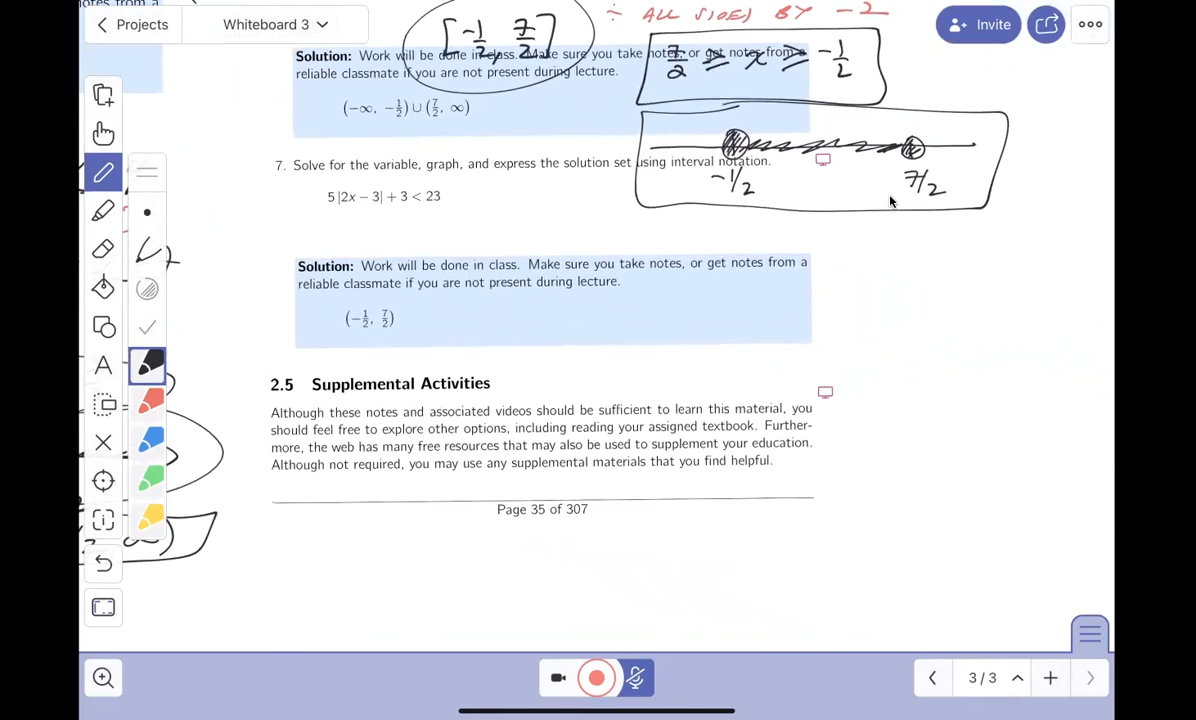 notes from a
Projects
Whiteboard 3
Invite
÷ ALL SIDES BY -2
[-1/2, 7/2]
7/2 ≥ x ≥ -1/2
Solution: Work will be done in class. Make sure you take notes, or get notes from a
reliable classmate if you are not present during lecture.
(−∞, −1/2) ∪ (7/2, ∞)
7. Solve for the variable, graph, and express the solution set using interval notation.
-1/2 7/2
5 |2x − 3| + 3 < 23
Solution: Work will be done in class. Make sure you take notes, or get notes from a
reliable classmate if you are not present during lecture.
(−1/2, 7/2)
2.5 Supplemental Activities
Although these notes and associated videos should be sufficient to learn this material, you
should feel free to explore other options, including reading your assigned textbook. Further-
more, the web has many free resources that may also be used to supplement your education.
Although not required, you may use any supplemental materials that you find helpful.
Page 35 of 307
3/3